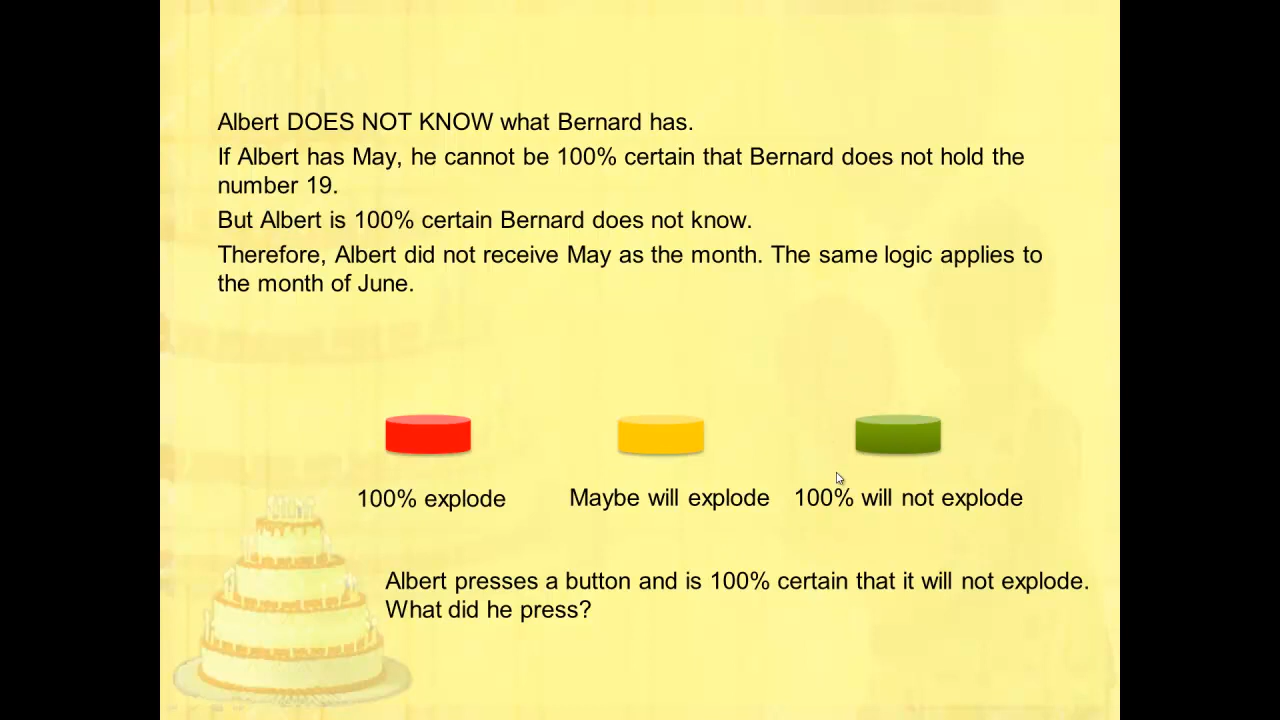 Albert DOES NOT KNOW what Bernard has.
If Albert has May, he cannot be 100% certain that Bernard does not hold the
number 19.
But Albert is 100% certain Bernard does not know.
Therefore, Albert did not receive May as the month. The same logic applies to
the month of June.
100% explode
Maybe will explode
100% will not explode
Albert presses a button and is 100% certain that it will not explode.
What did he press?